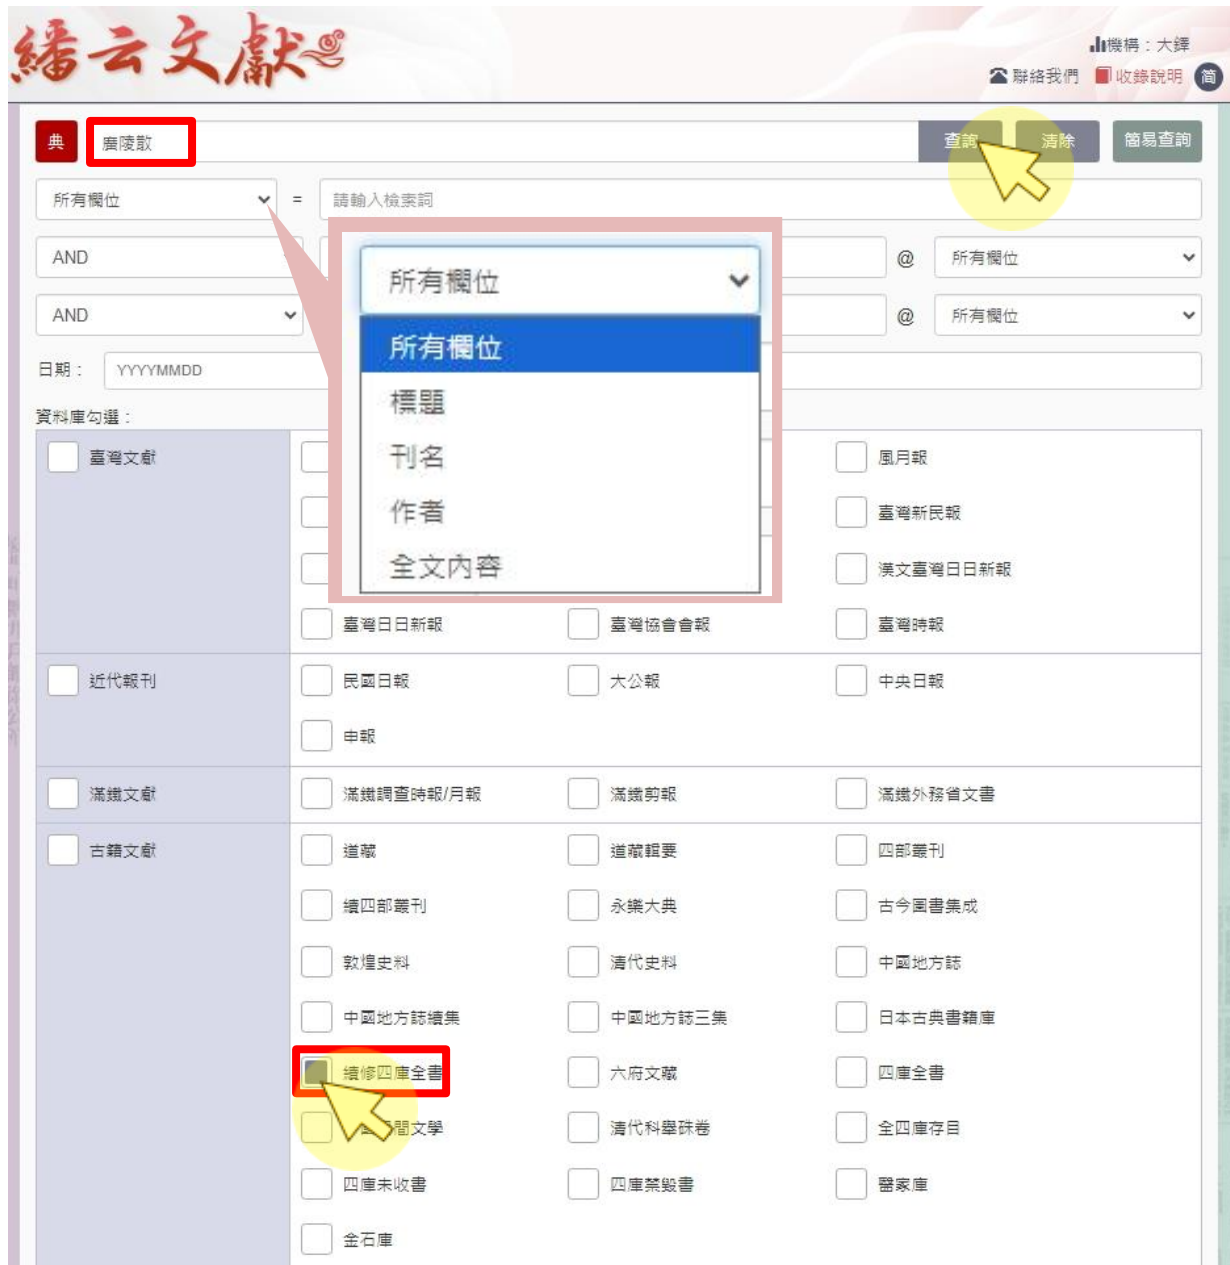 繙云文獻
機構：大鐸
聯絡我們 收錄說明 简
典 廣陵散 查詢 清除 簡易查詢
所有欄位 = 請輸入檢索詞
AND @ 所有欄位
AND @ 所有欄位
所有欄位
所有欄位
標題
刊名
作者
全文內容
日期： YYYYMMDD
資料庫勾選：
臺灣文獻 風月報
臺灣新民報
漢文臺灣日日新報
臺灣日日新報 臺灣協會會報 臺灣時報
近代報刊 民國日報 大公報 中央日報
申報
滿鐵文獻 滿鐵調查時報/月報 滿鐵剪報 滿鐵外務省文書
古籍文獻 道藏 道藏輯要 四部叢刊
續四部叢刊 永樂大典 古今圖書集成
敦煌史料 清代史料 中國地方誌
中國地方誌續集 中國地方誌三集 日本古典書籍庫
續修四庫全書 六府文藏 四庫全書
間文學 清代科舉硃卷 全四庫存目
四庫未收書 四庫禁毀書 醫家庫
金石庫